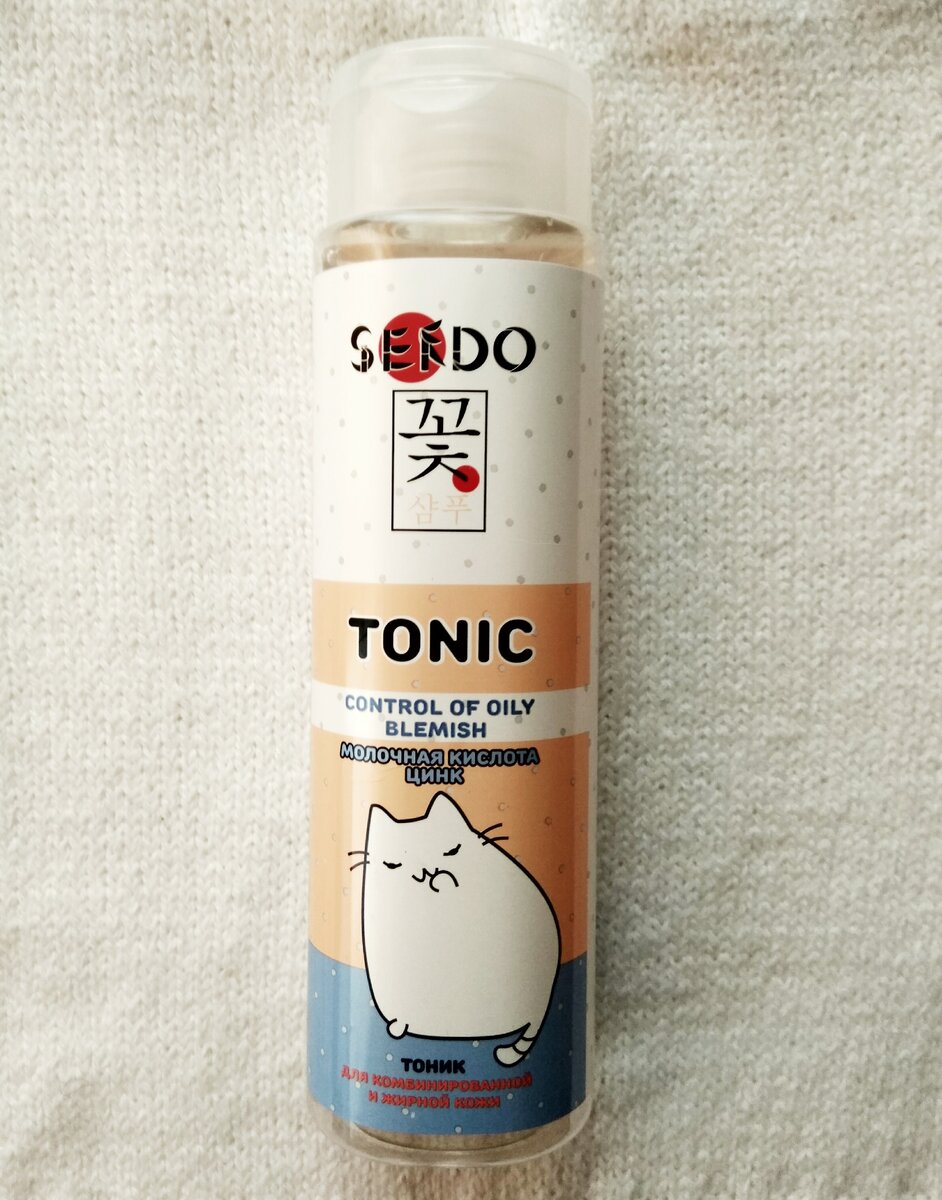 SENDO
꽃
샴푸
TONIC
CONTROL OF OILY
BLEMISH
МОЛОЧНАЯ КИСЛОТА
ЦИНК
ТОНИК
ДЛЯ КОМБИНИРОВАННОЙ
И ЖИРНОЙ КОЖИ